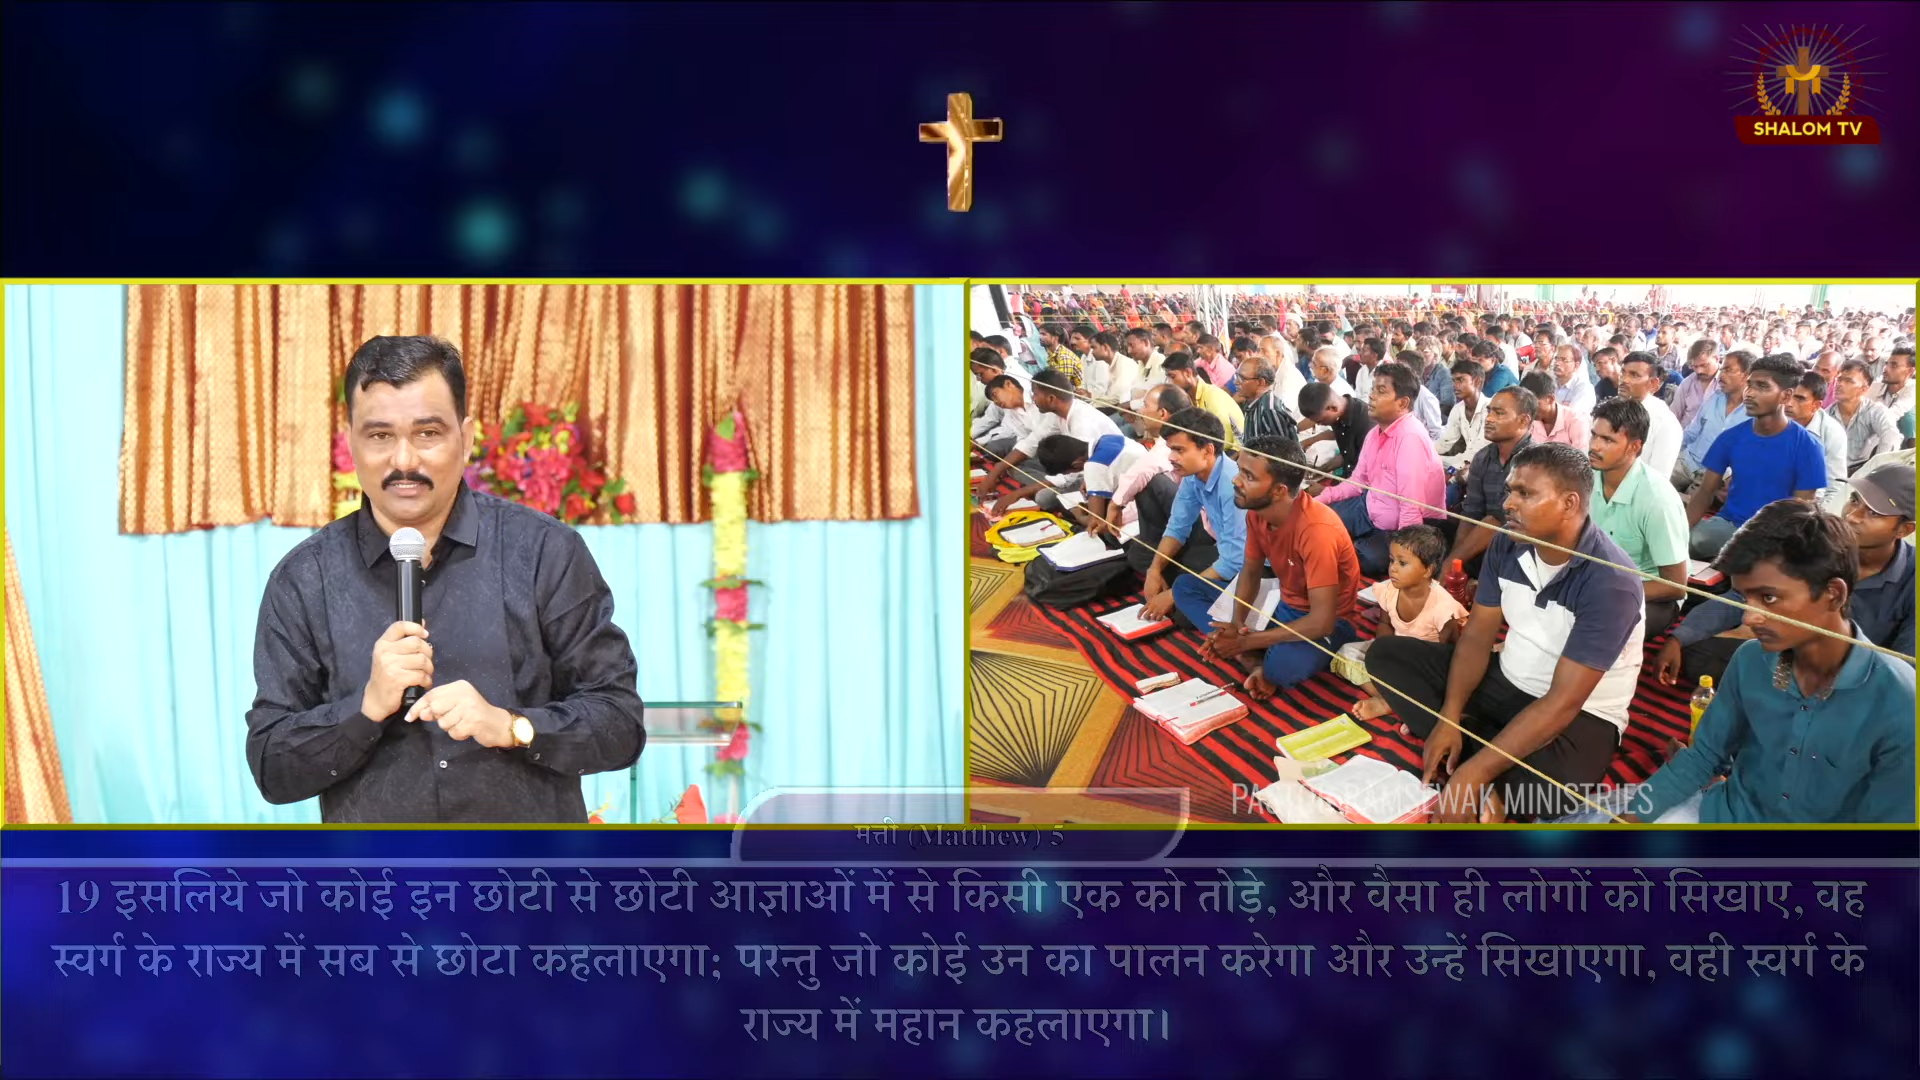 SHALOM TV
RAMSEWAK MINISTRIES
मत्ती (Matthew) 5
19 इसलिये जो कोई इन छोटी से छोटी आज्ञाओं में से किसी एक को तोड़े, और वैसा ही लोगों को सिखाए, वह
स्वर्ग के राज्य में सब से छोटा कहलाएगा; परन्तु जो कोई उन का पालन करेगा और उन्हें सिखाएगा, वही स्वर्ग के
राज्य में महान कहलाएगा।